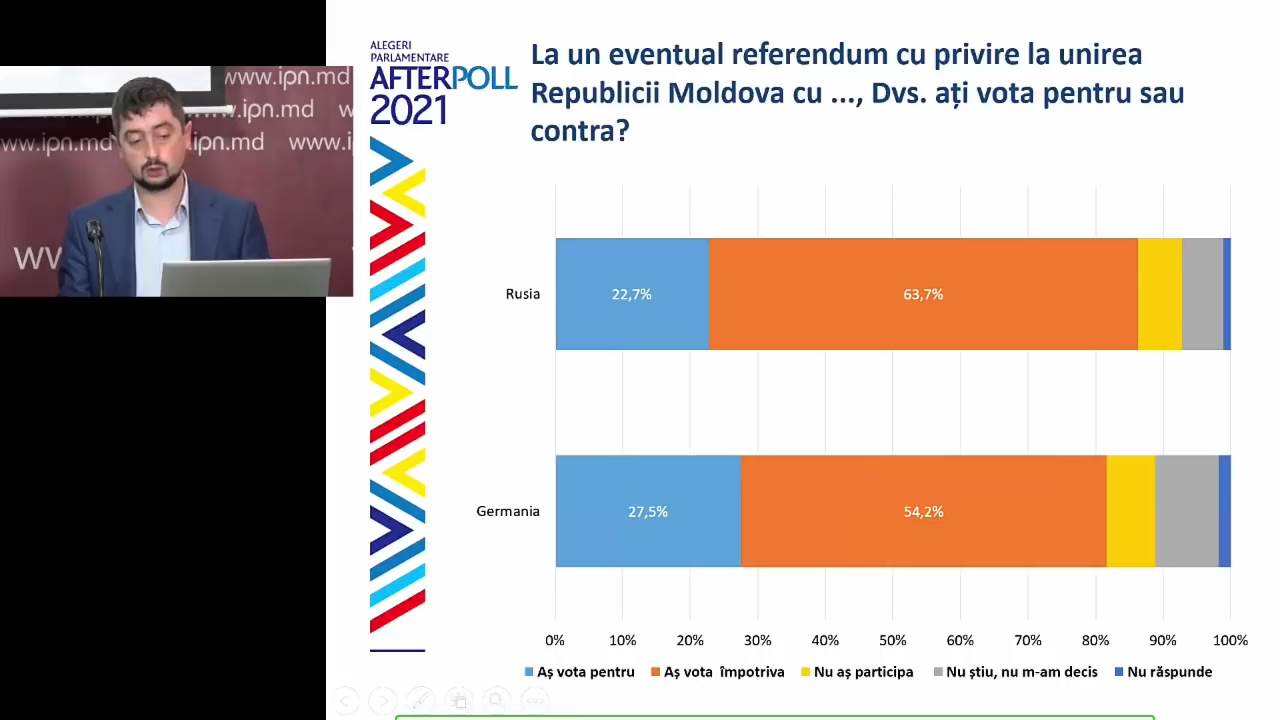 www.ipn.md
ipn.md
www.ipn.md
ipn.md
www.i
ALEGERI
PARLAMENTARE
AFTERPOLL
2021
La un eventual referendum cu privire la unirea
Republicii Moldova cu ..., Dvs. ați vota pentru sau
contra?
Rusia
22,7%
63,7%
Germania
27,5%
54,2%
0% 10% 20% 30% 40% 50% 60% 70% 80% 90% 100%
Aș vota pentru Aș vota împotriva Nu aș participa Nu știu, nu m-am decis Nu răspunde